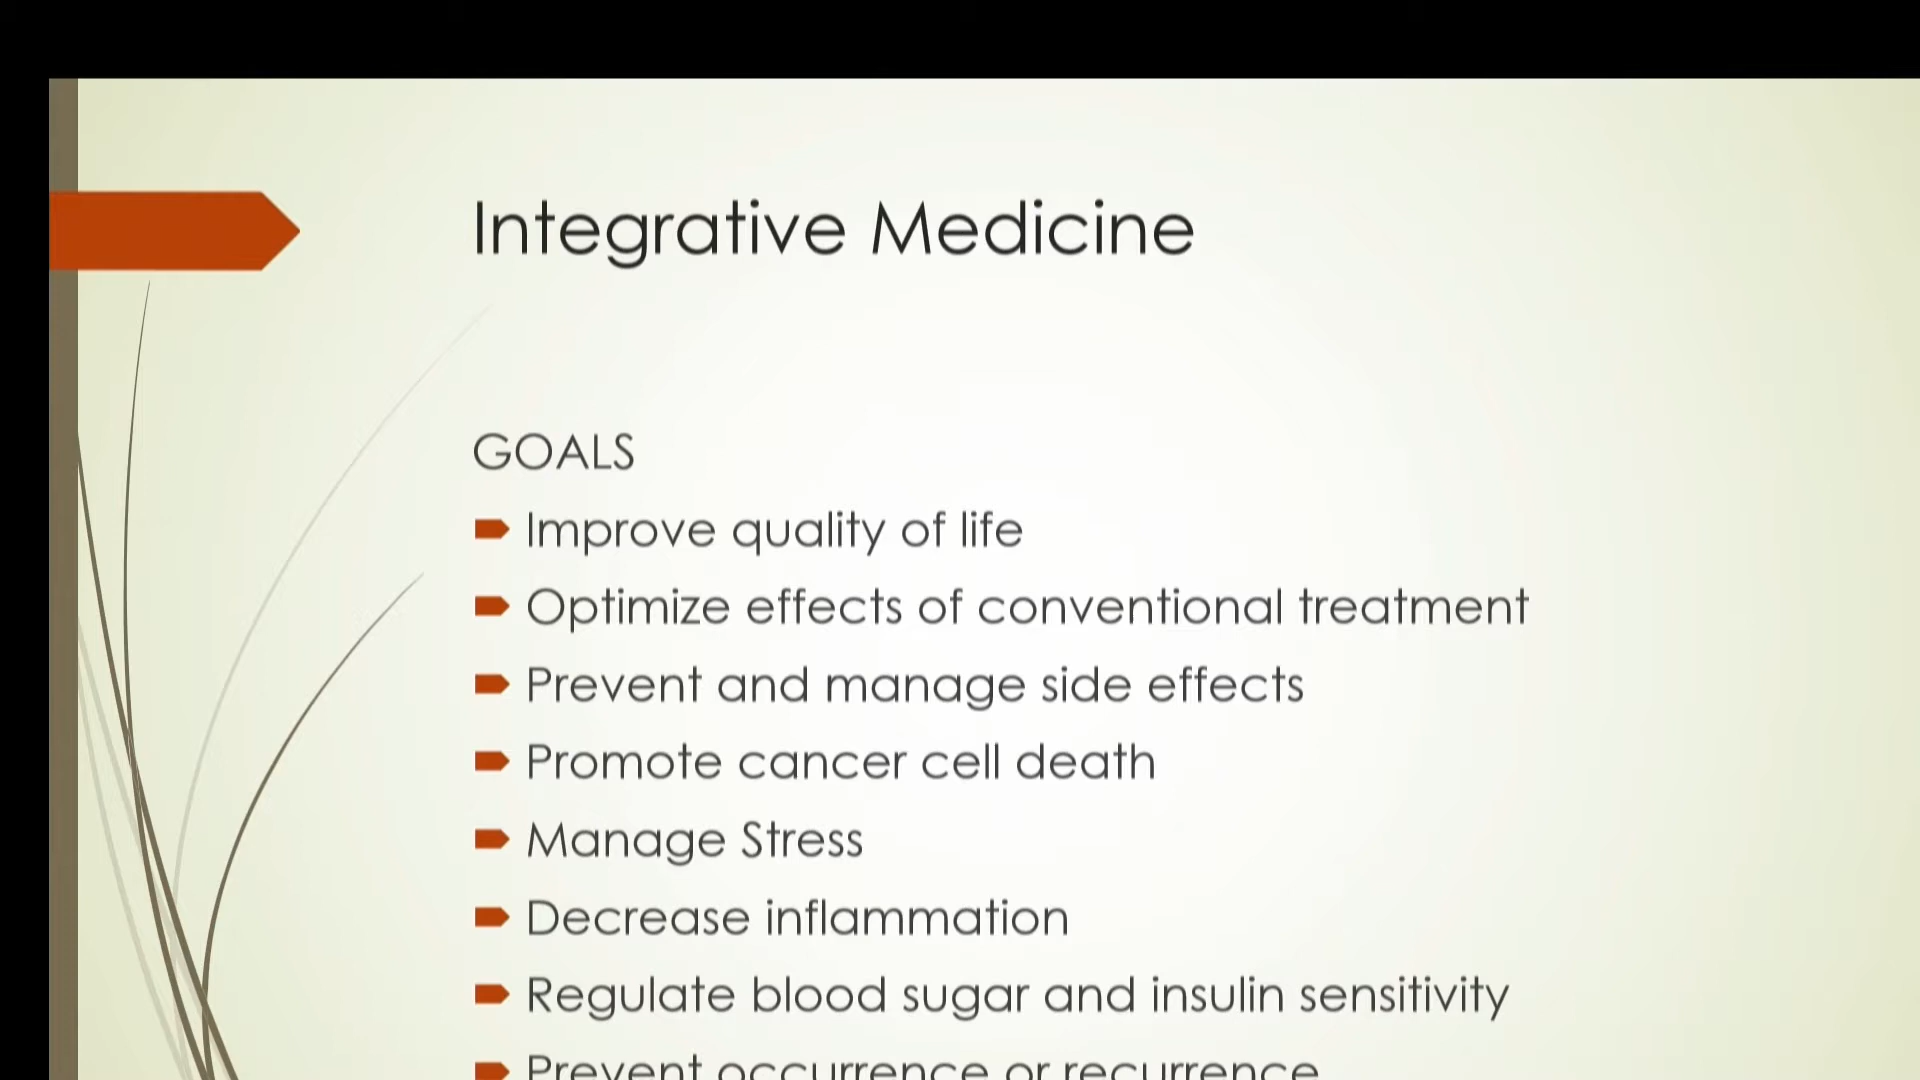 Integrative Medicine
GOALS
Improve quality of life
Optimize effects of conventional treatment
Prevent and manage side effects
Promote cancer cell death
Manage Stress
Decrease inflammation
Regulate blood sugar and insulin sensitivity
Prevent occurrence or recurrence